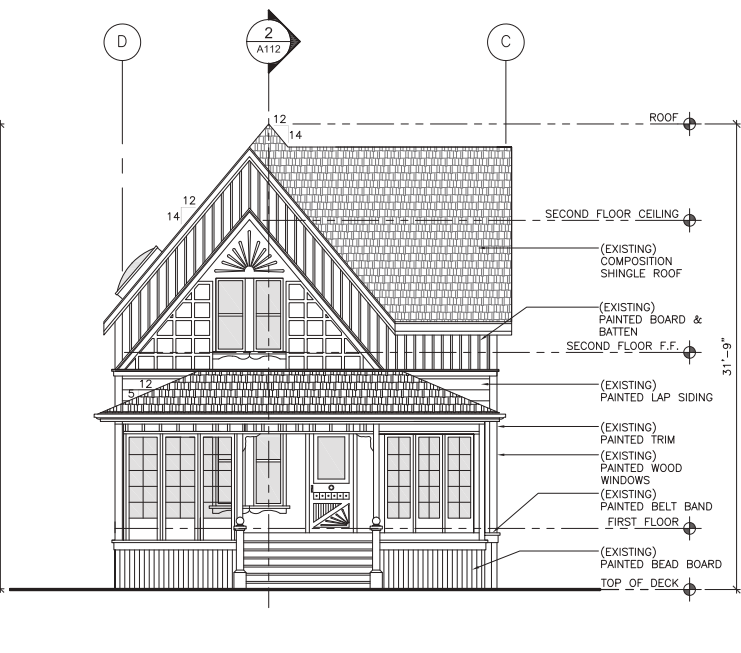 D
2
A112
C
12
14
ROOF
12
14
SECOND FLOOR CEILING
(EXISTING)
COMPOSITION
SHINGLE ROOF
(EXISTING)
PAINTED BOARD &
BATTEN
SECOND FLOOR F.F.
31'-9"
12
5
(EXISTING)
PAINTED LAP SIDING
(EXISTING)
PAINTED TRIM
(EXISTING)
PAINTED WOOD
WINDOWS
(EXISTING)
PAINTED BELT BAND
FIRST FLOOR
(EXISTING)
PAINTED BEAD BOARD
TOP OF DECK